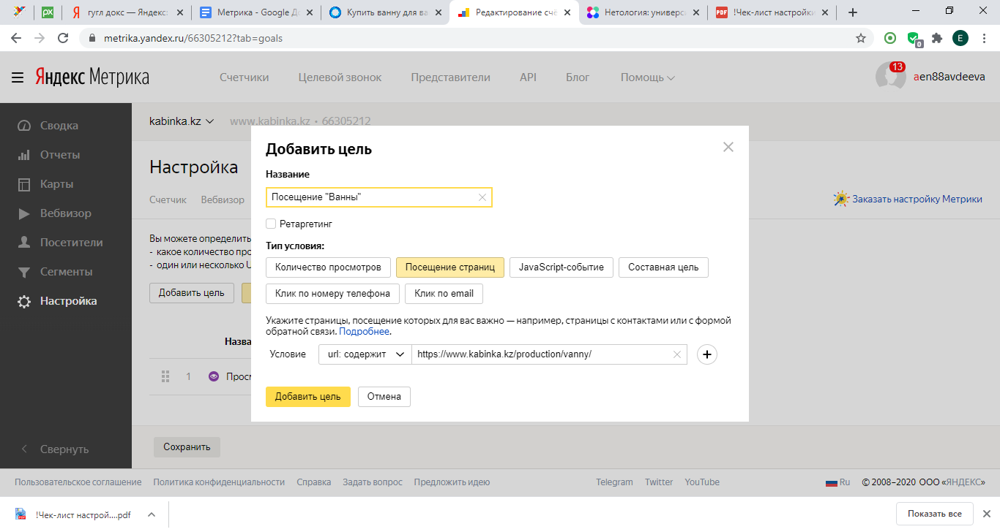 гугл докс — Яндекс:
Метрика - Google До
Купить ванну для ва
Редактирование счё
Нетология: универс
PDF
!Чек-лист настройки
metrika.yandex.ru/66305212?tab=goals
0
E
Яндекс Метрика
Счетчики
Целевой звонок
Представители
API
Блог
Помощь
13
aen88avdeeva
Сводка
Отчеты
Карты
Вебвизор
Посетители
Сегменты
Настройка
Свернуть
kabinka.kz
www.kabinka.kz • 66305212
Настройка
Счетчик
Вебвизор
Заказать настройку Метрики
Вы можете определить
- какое количество про
- один или несколько U
Добавить цель
Назва
1
Просм
Сохранить
Добавить цель
Название
Посещение "Ванны"
Ретаргетинг
Тип условия:
Количество просмотров
Посещение страниц
JavaScript-событие
Составная цель
Клик по номеру телефона
Клик по email
Укажите страницы, посещение которых для вас важно — например, страницы с контактами или с формой
обратной связи. Подробнее.
Условие
url: содержит
https://www.kabinka.kz/production/vanny/
Добавить цель
Отмена
Пользовательское соглашение
Политика конфиденциальности
Справка
Задать вопрос
Предложить идею
Telegram
Twitter
YouTube
Ru
© 2008–2020 ООО «ЯНДЕКС»
!Чек-лист настрой....pdf
Показать все